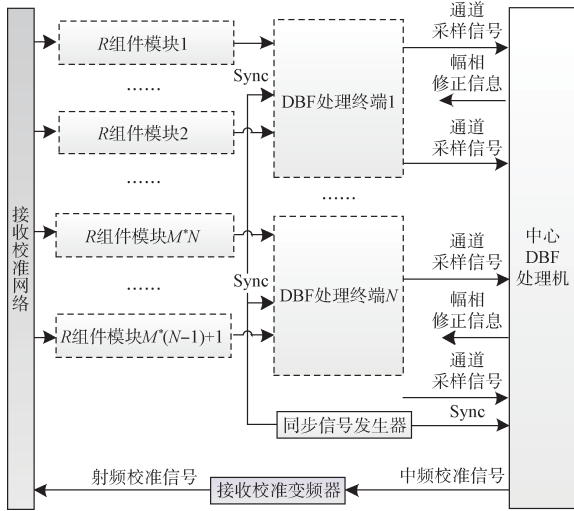 通道
采样信号
R组件模块1
Sync
DBF处理终端1
幅相
修正信息
......
R组件模块2
通道
采样信号
......
......
接收校准网络
R组件模块M*N
通道
采样信号
中心
DBF
处理机
Sync
DBF处理终端N
......
幅相
修正信息
R组件模块M*(N−1)+1
通道
采样信号
同步信号发生器
Sync
射频校准信号
接收校准变频器
中频校准信号